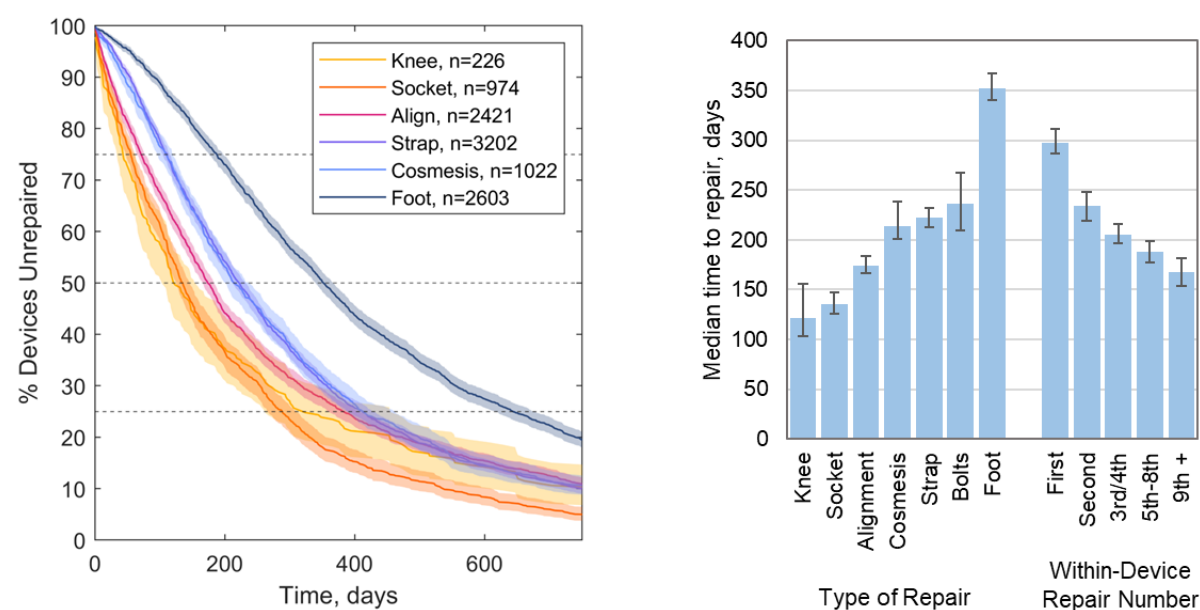 % Devices Unrepaired
100
90
80
70
60
50
40
30
20
10
0
Knee, n=226
Socket, n=974
Align, n=2421
Strap, n=3202
Cosmesis, n=1022
Foot, n=2603
0
200
400
600
Time, days
Median time to repair, days
400
350
300
250
200
150
100
50
0
Knee
Socket
Alignment
Cosmesis
Strap
Bolts
Foot
First
Second
3rd/4th
5th-8th
9th +
Type of Repair
Within-Device
Repair Number